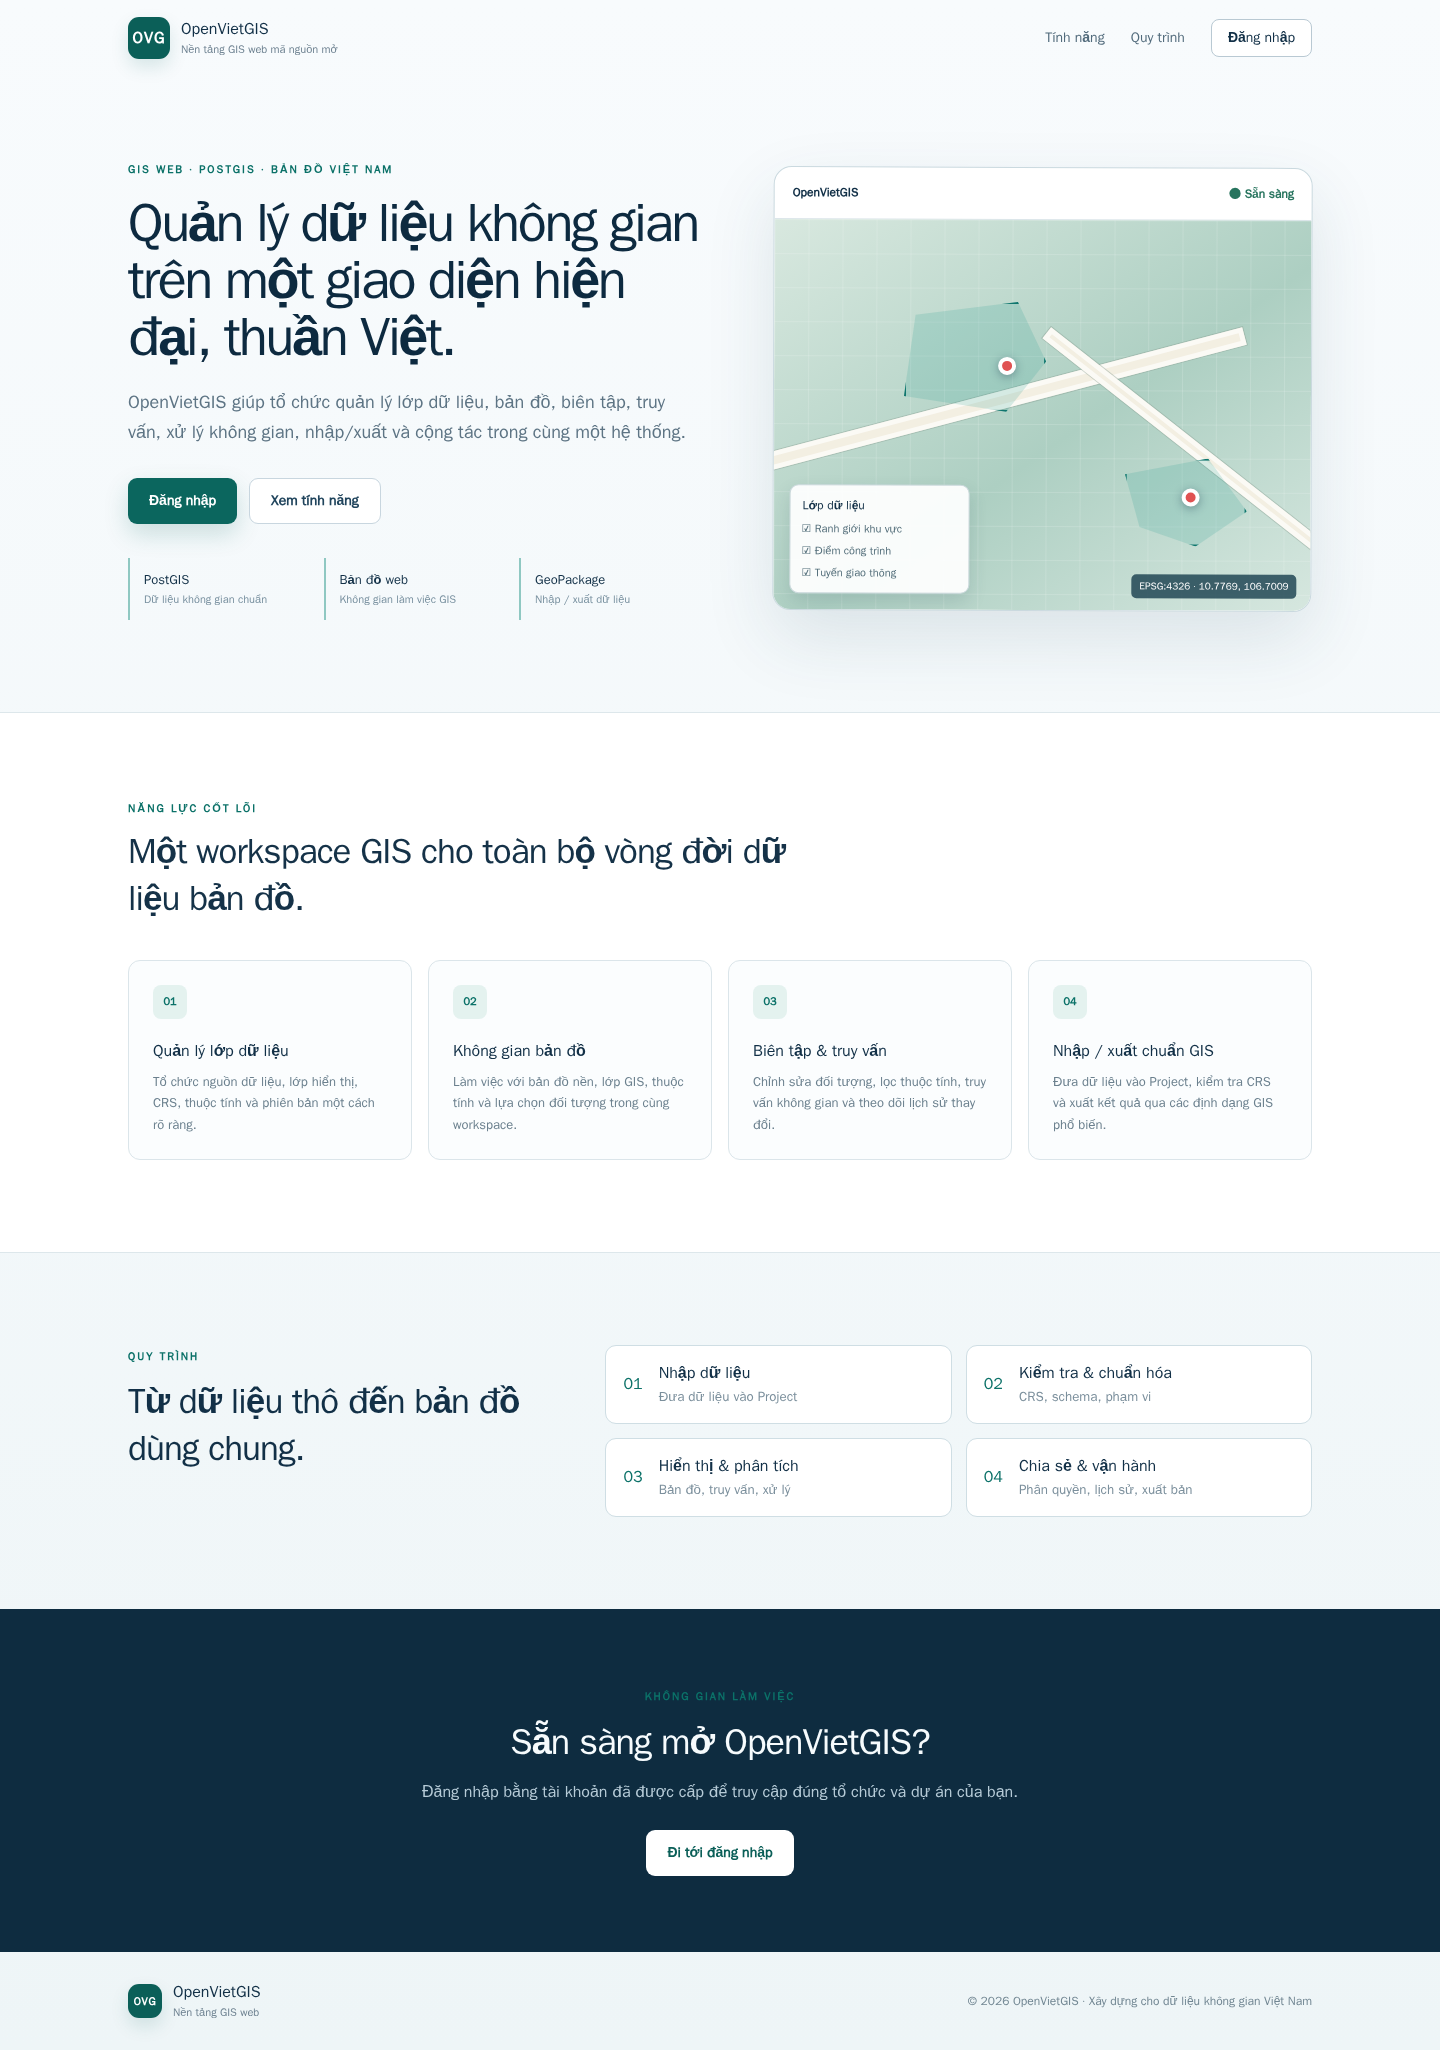 OVG
OpenVietGIS
Nền tảng GIS web mã nguồn mở
Tính năng
Quy trình
Đăng nhập
GIS WEB · POSTGIS · BẢN ĐỒ VIỆT NAM
Quản lý dữ liệu không gian
trên một giao diện hiện
đại, thuần Việt.
OpenVietGIS giúp tổ chức quản lý lớp dữ liệu, bản đồ, biên tập, truy
vấn, xử lý không gian, nhập/xuất và cộng tác trong cùng một hệ thống.
Đăng nhập
Xem tính năng
PostGIS
Dữ liệu không gian chuẩn
Bản đồ web
Không gian làm việc GIS
GeoPackage
Nhập / xuất dữ liệu
OpenVietGIS
Sẵn sàng
Lớp dữ liệu
☑ Ranh giới khu vực
☑ Điểm công trình
☑ Tuyến giao thông
EPSG:4326 · 10.7769, 106.7009
NĂNG LỰC CỐT LÕI
Một workspace GIS cho toàn bộ vòng đời dữ
liệu bản đồ.
01
Quản lý lớp dữ liệu
Tổ chức nguồn dữ liệu, lớp hiển thị,
CRS, thuộc tính và phiên bản một cách
rõ ràng.
02
Không gian bản đồ
Làm việc với bản đồ nền, lớp GIS, thuộc
tính và lựa chọn đối tượng trong cùng
workspace.
03
Biên tập & truy vấn
Chỉnh sửa đối tượng, lọc thuộc tính, truy
vấn không gian và theo dõi lịch sử thay
đổi.
04
Nhập / xuất chuẩn GIS
Đưa dữ liệu vào Project, kiểm tra CRS
và xuất kết quả qua các định dạng GIS
phổ biến.
QUY TRÌNH
Từ dữ liệu thô đến bản đồ
dùng chung.
01
Nhập dữ liệu
Đưa dữ liệu vào Project
02
Kiểm tra & chuẩn hóa
CRS, schema, phạm vi
03
Hiển thị & phân tích
Bản đồ, truy vấn, xử lý
04
Chia sẻ & vận hành
Phân quyền, lịch sử, xuất bản
KHÔNG GIAN LÀM VIỆC
Sẵn sàng mở OpenVietGIS?
Đăng nhập bằng tài khoản đã được cấp để truy cập đúng tổ chức và dự án của bạn.
Đi tới đăng nhập
OVG
OpenVietGIS
Nền tảng GIS web
© 2026 OpenVietGIS · Xây dựng cho dữ liệu không gian Việt Nam